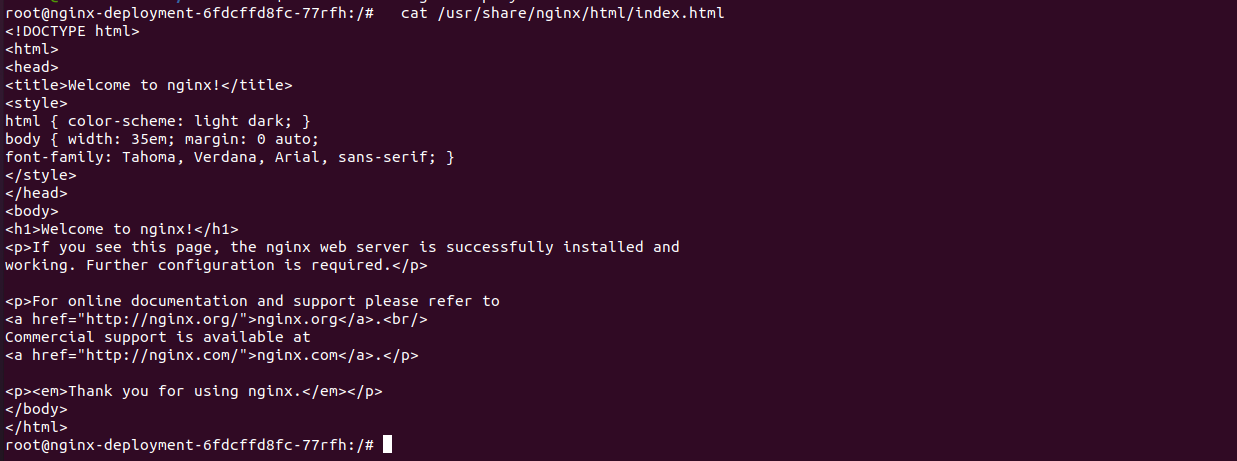 root@nginx-deployment-6fdcffd8fc-77rfh:/#   cat /usr/share/nginx/html/index.html
<!DOCTYPE html>
<html>
<head>
<title>Welcome to nginx!</title>
<style>
html { color-scheme: light dark; }
body { width: 35em; margin: 0 auto;
font-family: Tahoma, Verdana, Arial, sans-serif; }
</style>
</head>
<body>
<h1>Welcome to nginx!</h1>
<p>If you see this page, the nginx web server is successfully installed and
working. Further configuration is required.</p>

<p>For online documentation and support please refer to
<a href="http://nginx.org/">nginx.org</a>.<br/>
Commercial support is available at
<a href="http://nginx.com/">nginx.com</a>.</p>

<p><em>Thank you for using nginx.</em></p>
</body>
</html>
root@nginx-deployment-6fdcffd8fc-77rfh:/#